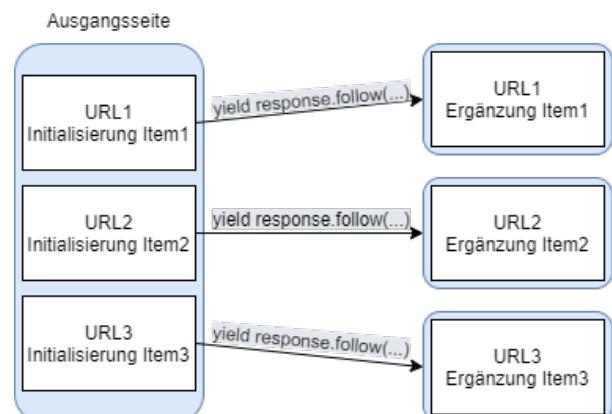 Ausgangsseite
URL1
Initialisierung Item1
yield response.follow(...)
URL1
Ergänzung Item1
URL2
Initialisierung Item2
yield response.follow(...)
URL2
Ergänzung Item2
URL3
Initialisierung Item3
yield response.follow(...)
URL3
Ergänzung Item3